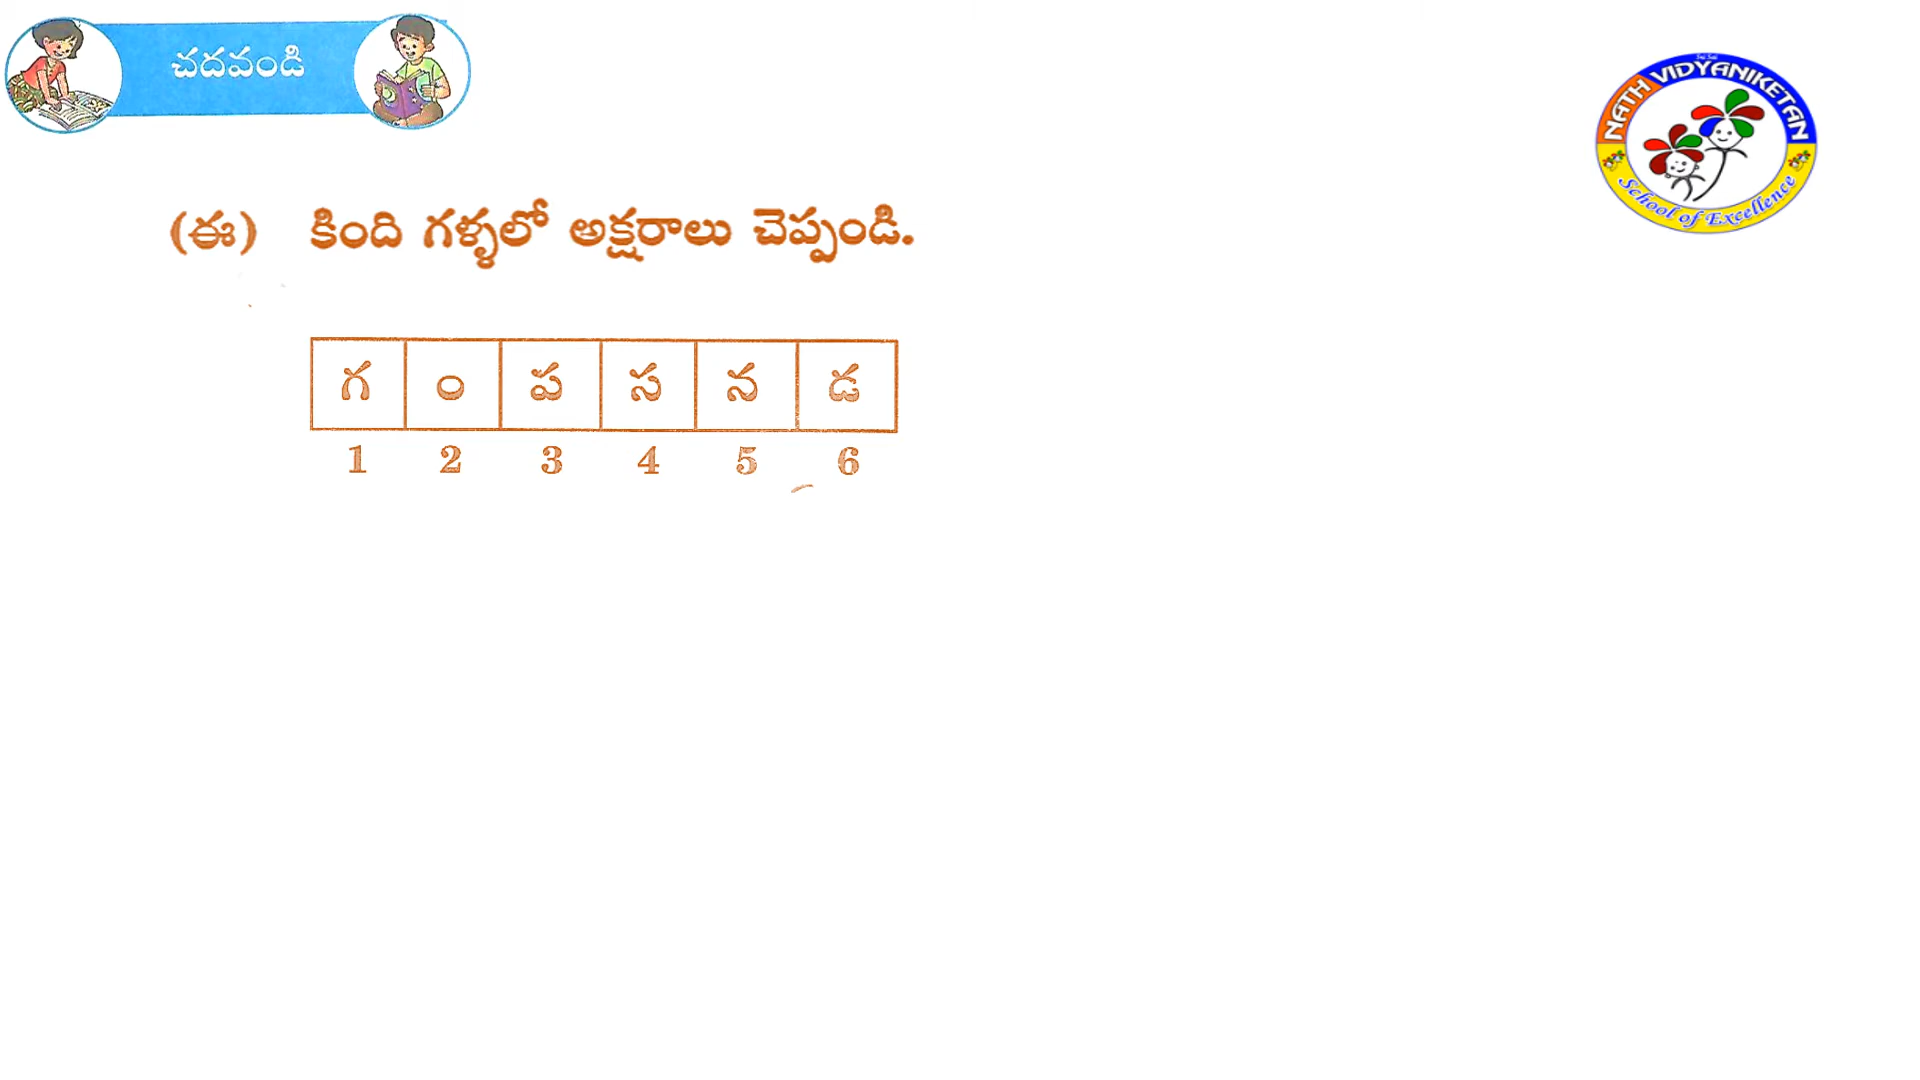 చదవండి
NATH VIDYANIKETAN
School of Excellence
(ఈ) కింది గళ్ళలో అక్షరాలు చెప్పండి.
గ ం ప స న డ
1 2 3 4 5 6